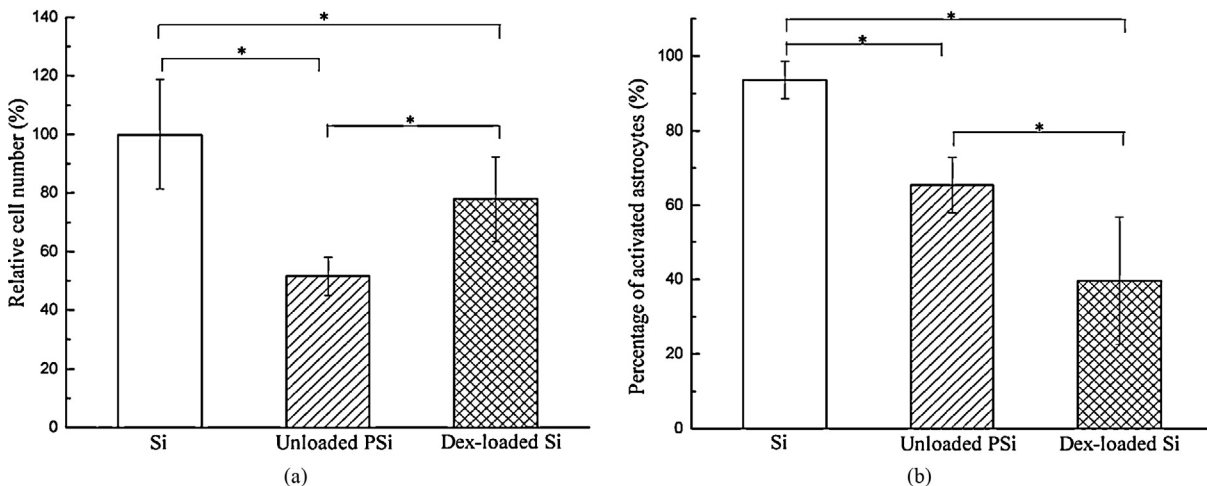 Relative cell number (%)
140
120
100
80
60
40
20
0
*
*
*
Si
Unloaded PSi
Dex-loaded Si
(a)
Percentage of activated astrocytes (%)
100
80
60
40
20
0
*
*
*
Si
Unloaded PSi
Dex-loaded Si
(b)